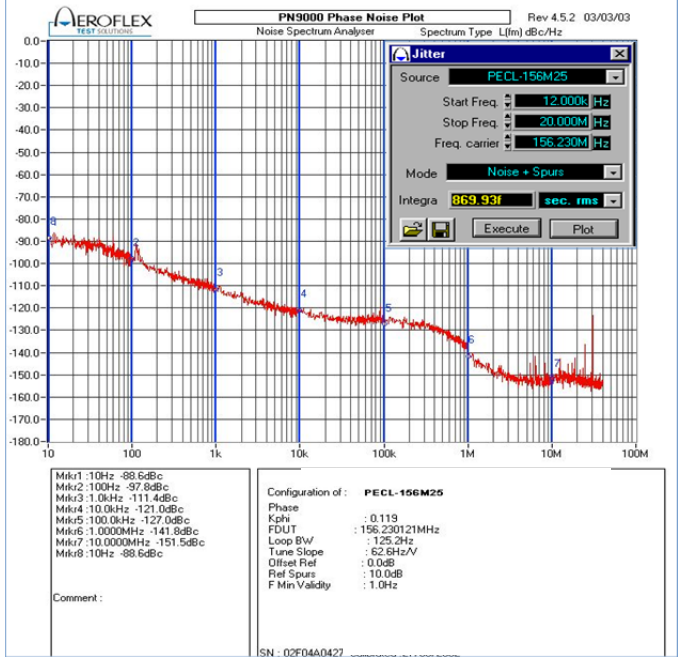 AEROFLEX
TEST SOLUTIONS
PN9000 Phase Noise Plot
Rev 4.5.2 03/03/03
Noise Spectrum Analyser
Spectrum Type L(fm) dBc/Hz
0.0
-10.0
-20.0
-30.0
-40.0
-50.0
-60.0
-70.0
-80.0
-90.0
-100.0
-110.0
-120.0
-130.0
-140.0
-150.0
-160.0
-170.0
-180.0
Jitter
Source PECL-156M25
Start Freq. 12.000k Hz
Stop Freq. 20.000M Hz
Freq. carrier 156.230M Hz
Mode Noise + Spurs
Integra 869.93f sec. rms
Execute Plot
2
3
4
5
6
7
10 100 1k 10k 100k 1M 10M 100M
Mrkr1 :10Hz -88.6dBc
Mrkr2 :100Hz -97.8dBc
Mrkr3 :1.0kHz -111.4dBc
Mrkr4 :10.0kHz -121.0dBc
Mrkr5 :100.0kHz -127.0dBc
Mrkr6 :1.0000MHz -141.8dBc
Mrkr7 :10.0000MHz -151.5dBc
Mrkr8 :10Hz -88.6dBc
Comment :
Configuration of : PECL-156M25
Phase
Kphi : 0.119
FDUT : 156.230121MHz
Loop BW : 125.2Hz
Tune Slope : 62.6Hz/V
Offset Ref : 0.0dB
Ref Spurs : 10.0dB
F Min Validity : 1.0Hz
SN : 02F04A0427